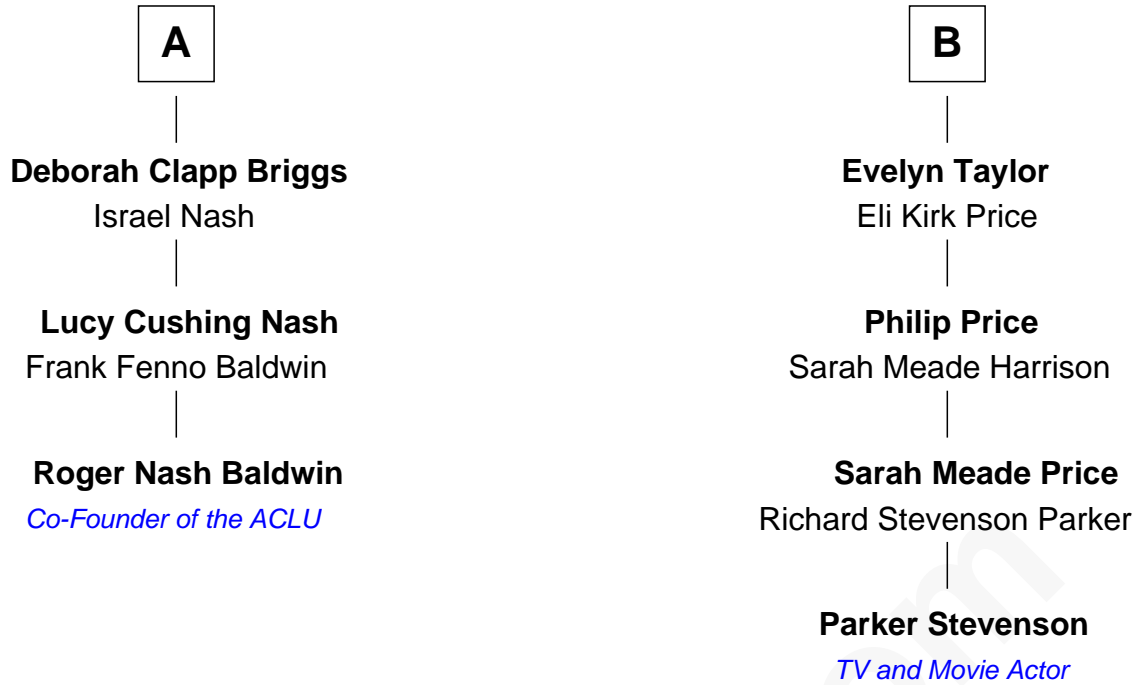 A
Deborah Clapp Briggs
Israel Nash
Lucy Cushing Nash
Frank Fenno Baldwin
Roger Nash Baldwin
Co-Founder of the ACLU
B
Evelyn Taylor
Eli Kirk Price
Philip Price
Sarah Meade Harrison
Sarah Meade Price
Richard Stevenson Parker
Parker Stevenson
TV and Movie Actor